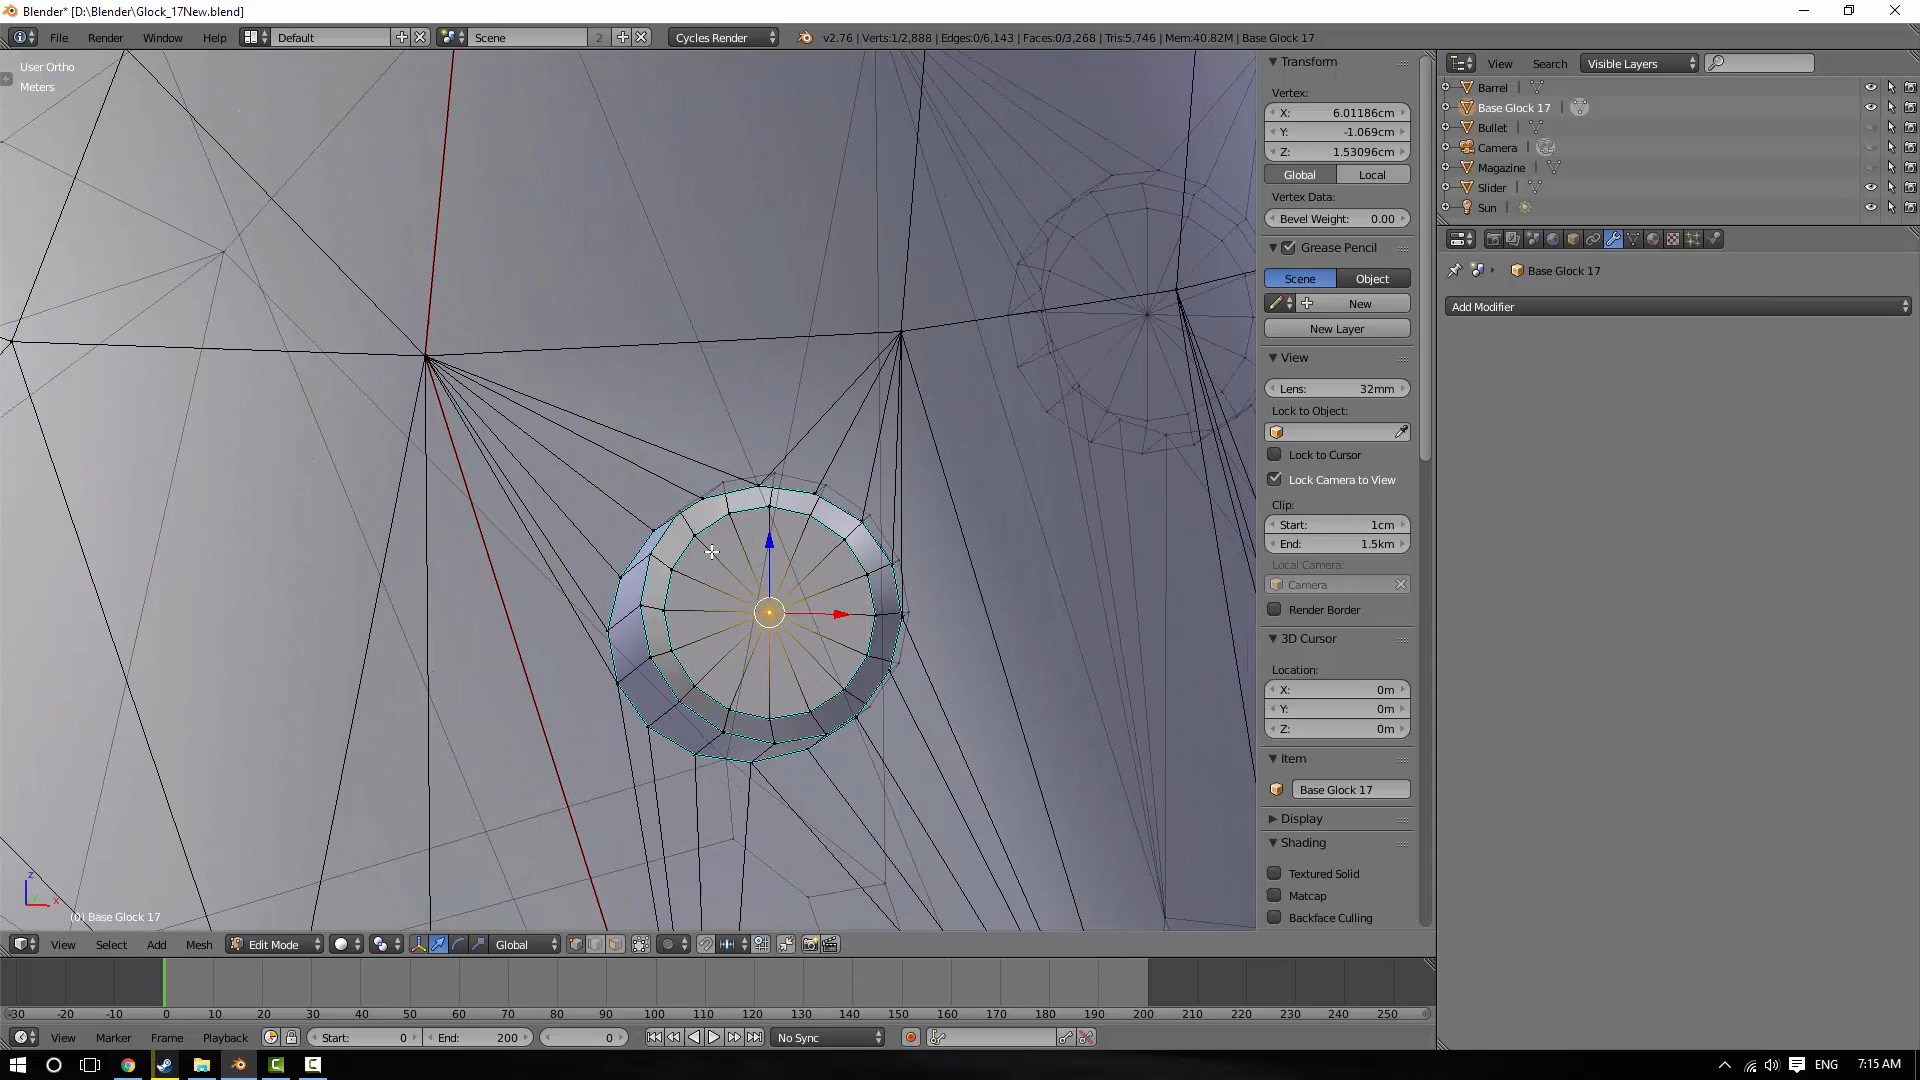 Blender* [D:\Blender\Glock_17New.blend]
File Render Window Help Default Scene 2 Cycles Render v2.76 | Verts:1/2,888 | Edges:0/6,143 | Faces:0/3,268 | Tris:5,746 | Mem:40.82M | Base Glock 17
User Ortho
Meters
(0) Base Glock 17
z
x
Transform
Vertex:
X: 6.01186cm
Y: -1.069cm
Z: 1.53096cm
Global Local
Vertex Data:
Bevel Weight: 0.00
Grease Pencil
Scene Object
New
New Layer
View
Lens: 32mm
Lock to Object:
Lock to Cursor
Lock Camera to View
Clip:
Start: 1cm
End: 1.5km
Local Camera:
Camera
Render Border
3D Cursor
Location:
X: 0m
Y: 0m
Z: 0m
Item
Base Glock 17
Display
Shading
Textured Solid
Matcap
Backface Culling
View Search Visible Layers
Barrel
Base Glock 17
Bullet
Camera
Magazine
Slider
Sun
Base Glock 17
Add Modifier
View Select Add Mesh Edit Mode Global
-30 -20 -10 0 10 20 30 40 50 60 70 80 90 100 110 120 130 140 150 160 170 180 190 200 210 220 230 240 250
View Marker Frame Playback Start: 0 End: 200 0 No Sync
ENG 7:15 AM